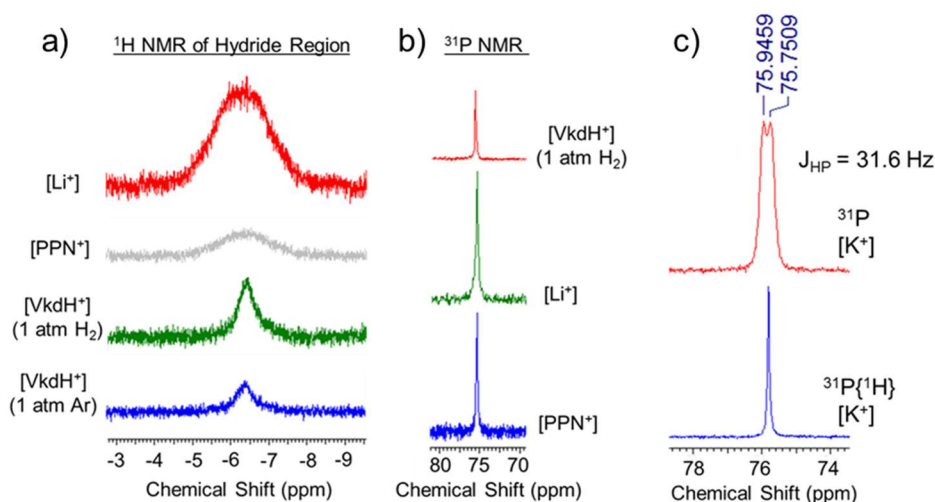 a)
¹H NMR of Hydride Region
[Li⁺]
[PPN⁺]
[VkdH⁺]
(1 atm H₂)
[VkdH⁺]
(1 atm Ar)
-3 -4 -5 -6 -7 -8 -9
Chemical Shift (ppm)
b)
³¹P NMR
[VkdH⁺]
(1 atm H₂)
[Li⁺]
[PPN⁺]
80 75 70
Chemical Shift (ppm)
c)
75.9459
75.7509
J_HP = 31.6 Hz
³¹P
[K⁺]
³¹P{¹H}
[K⁺]
78 76 74
Chemical Shift (ppm)